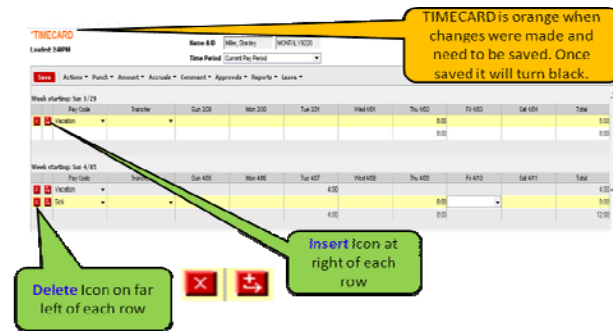 TIMECARD is orange when
changes were made and
need to be saved. Once
saved it will turn black.
*TIMECARD
Loaded: 2:48PM
Name & ID Miller, Stanley MONTHLY9220
Time Period Current Pay Period
Save Actions Punch Amount Accruals Comment Approvals Reports Leave
Week starting: Sun 3/29
Pay Code Transfer Sun 3/29 Mon 3/30 Tue 3/31 Wed 4/01 Thu 4/02 Fri 4/03 Sat 4/04 Total
Vacation 8:00 8:00
8:00 8:00
Week starting: Sun 4/05
Pay Code Transfer Sun 4/05 Mon 4/06 Tue 4/07 Wed 4/08 Thu 4/09 Fri 4/10 Sat 4/11 Total
Vacation 4:00 4:00
Sick 8:00 8:00
4:00 8:00 12:00
Insert Icon at
right of each
row
Delete Icon on far
left of each row